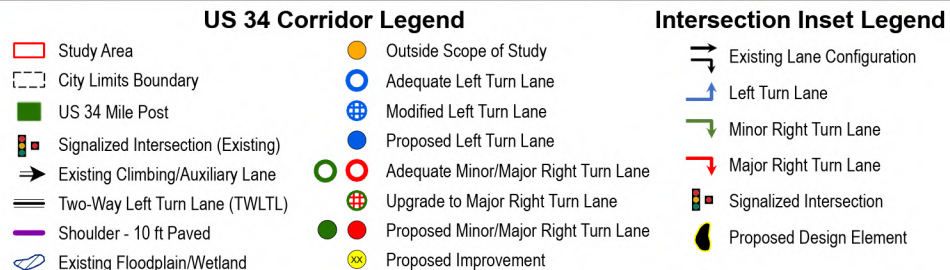 US 34 Corridor Legend
Study Area
City Limits Boundary
US 34 Mile Post
Signalized Intersection (Existing)
Existing Climbing/Auxiliary Lane
Two-Way Left Turn Lane (TWLTL)
Shoulder - 10 ft Paved
Existing Floodplain/Wetland
Outside Scope of Study
Adequate Left Turn Lane
Modified Left Turn Lane
Proposed Left Turn Lane
Adequate Minor/Major Right Turn Lane
Upgrade to Major Right Turn Lane
Proposed Minor/Major Right Turn Lane
XX Proposed Improvement
Intersection Inset Legend
Existing Lane Configuration
Left Turn Lane
Minor Right Turn Lane
Major Right Turn Lane
Signalized Intersection
Proposed Design Element